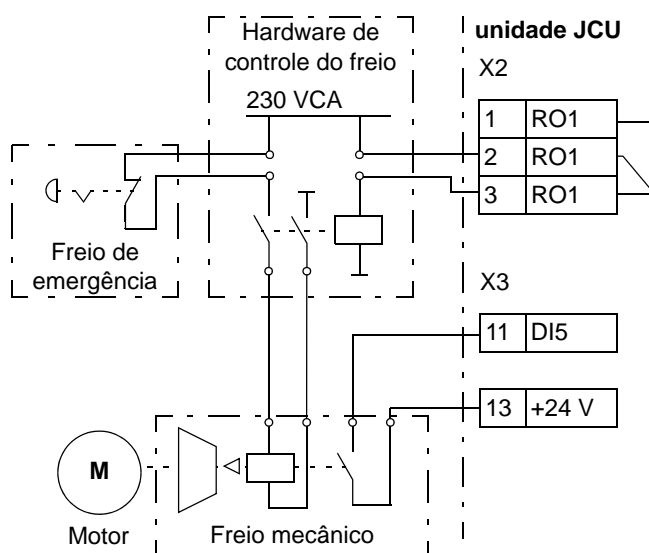 Hardware de
controle do freio
230 VCA
unidade JCU
X2
1 RO1
2 RO1
3 RO1
Freio de
emergência
X3
11 DI5
13 +24 V
M
Motor
Freio mecânico